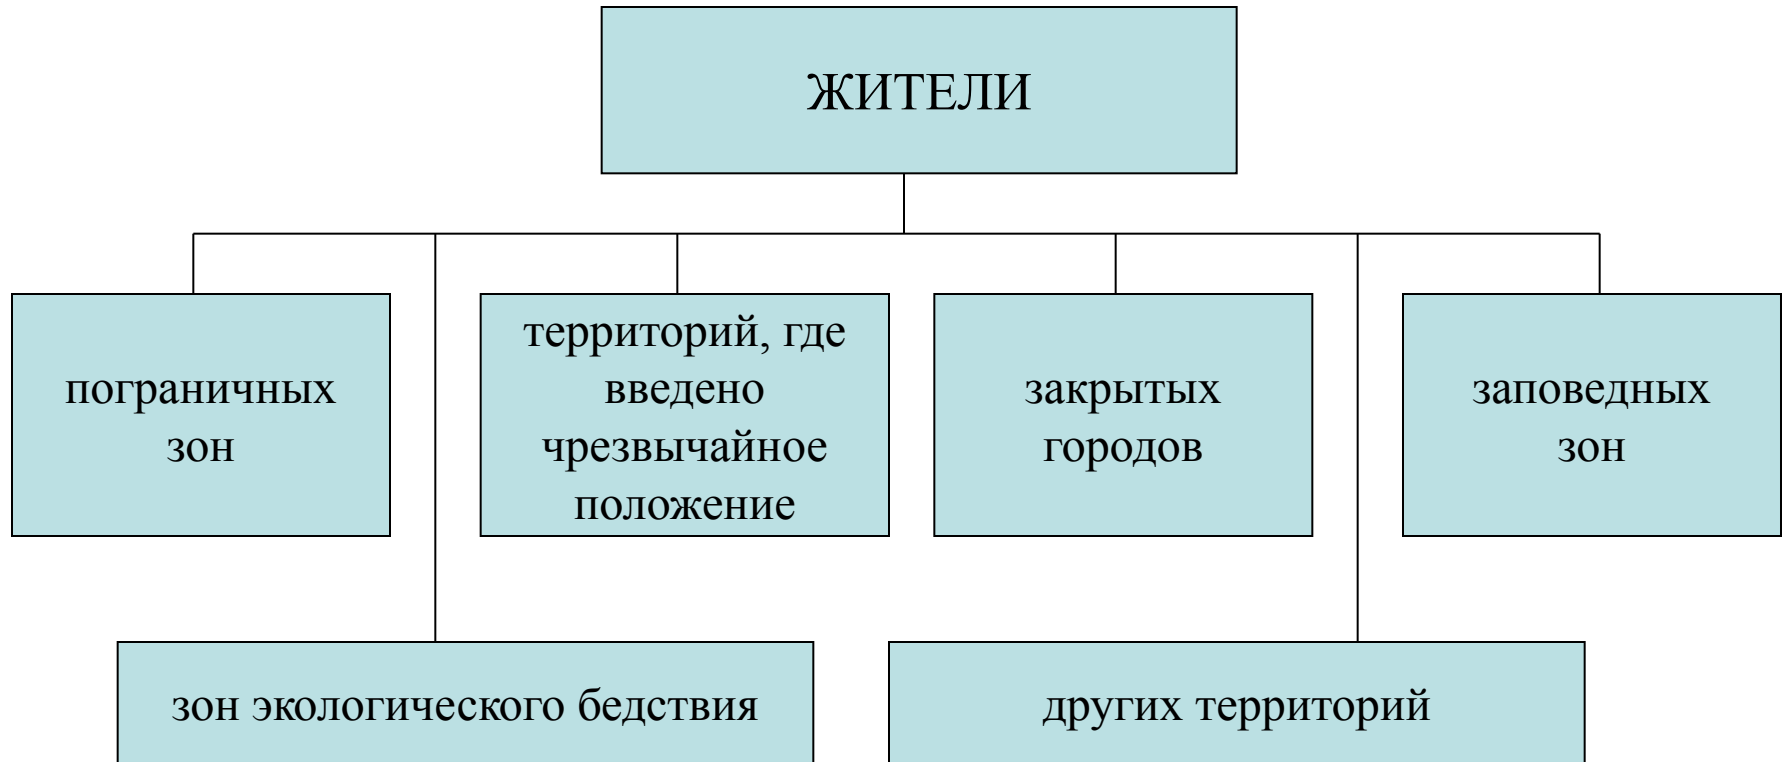 ЖИТЕЛИ
пограничных
зон
территорий, где
введено
чрезвычайное
положение
закрытых
городов
заповедных
зон
зон экологического бедствия
других территорий